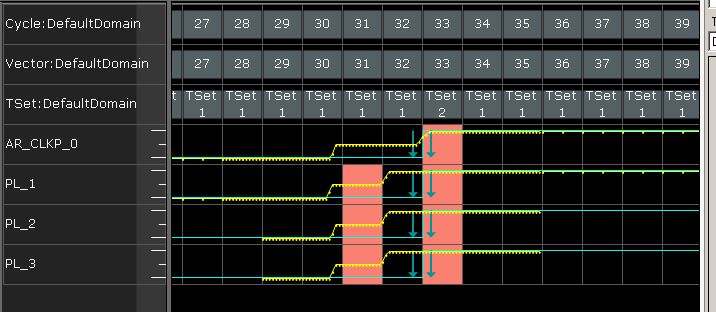 Cycle:DefaultDomain 27 28 29 30 31 32 33 34 35 36 37 38 39
Vector:DefaultDomain 27 28 29 30 31 32 33 34 35 36 37 38 39
TSet:DefaultDomain t TSet TSet TSet TSet TSet TSet TSet TSet TSet TSet TSet TSet TSet
1 1 1 1 1 1 2 1 1 1 1 1 1
AR_CLKP_0
PL_1
PL_2
PL_3